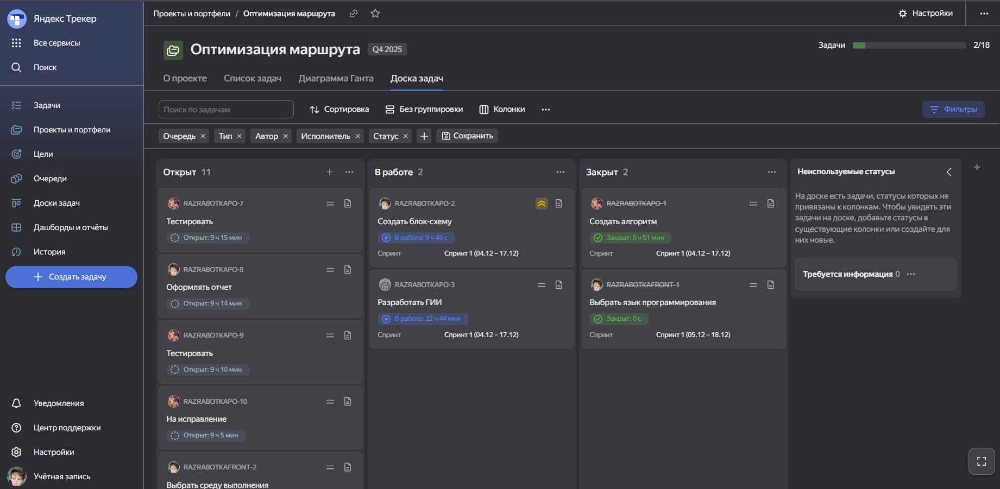 Яндекс Трекер
Все сервисы
Поиск
Задачи
Проекты и портфели
Цели
Очереди
Доски задач
Дашборды и отчёты
История
Создать задачу
Уведомления
Центр поддержки
Настройки
Учётная запись
Проекты и портфели / Оптимизация маршрута
Настройки
Оптимизация маршрута Q4 2025
Задачи 2/18
О проекте Список задач Диаграмма Ганта Доска задач
Поиск по задачам Сортировка Без группировки Колонки Фильтры
Очередь Тип Автор Исполнитель Статус Сохранить
Открыт 11
RAZRABOTKAPO-7
Тестировать
Открыт: 9 ч 15 мин
RAZRABOTKAPO-8
Оформлять отчет
Открыт: 9 ч 14 мин
RAZRABOTKAPO-9
Тестировать
Открыт: 9 ч 10 мин
RAZRABOTKAPO-10
На исправление
Открыт: 9 ч 5 мин
RAZRABOTKAFRONT-2
Выбрать среду выполнения
В работе 2
RAZRABOTKAPO-2
Создать блок-схему
В работе: 9 ч 45 с
Спринт Спринт 1 (04.12 – 17.12)
RAZRABOTKAPO-3
Разработать ГИИ
В работе: 22 ч 44 мин
Спринт Спринт 1 (04.12 – 17.12)
Закрыт 2
RAZRABOTKAPO-1
Создать алгоритм
Закрыт: 8 ч 51 мин
Спринт Спринт 1 (04.12 – 17.12)
RAZRABOTKAFRONT-1
Выбрать язык программирования
Закрыт: 0 с
Спринт Спринт 1 (05.12 – 18.12)
Неиспользуемые статусы
На доске есть задачи, статусы которых не
привязаны к колонкам. Чтобы увидеть эти
задачи на доске, добавьте статусы в
существующие колонки или создайте для
них новые.
Требуется информация 0